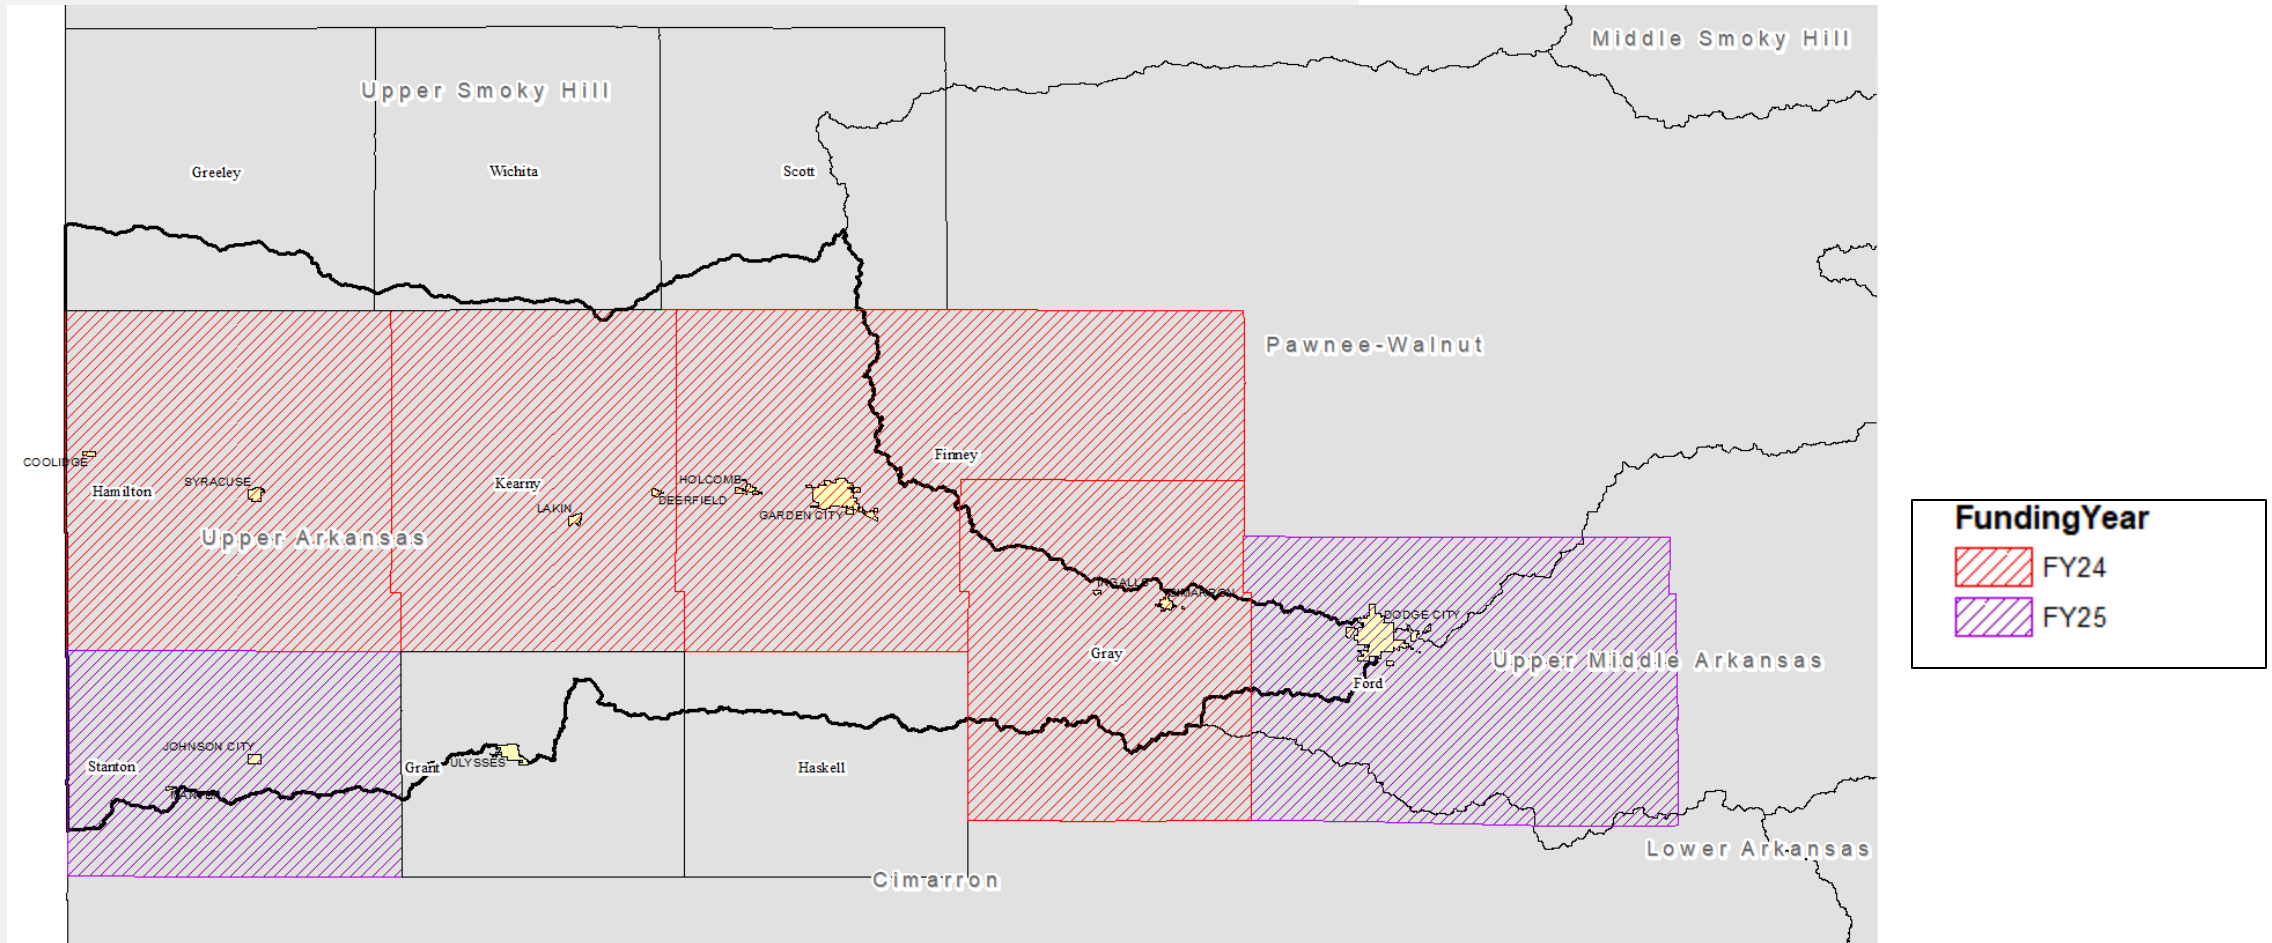 Middle Smoky Hill
Upper Smoky Hill
Greeley
Wichita
Scott
Pawnee-Walnut
Finney
COOLIDGE
Hamilton
SYRACUSE
Kearny
HOLCOMB
DEERFIELD
LAKIN
GARDEN CITY
Upper Arkansas
INGALLS
CIMARRON
DODGE CITY
Gray
Upper Middle Arkansas
Ford
JOHNSON CITY
Stanton
MANTER
Grant
ULYSSES
Haskell
Lower Arkansas
Cimarron
FundingYear
FY24
FY25